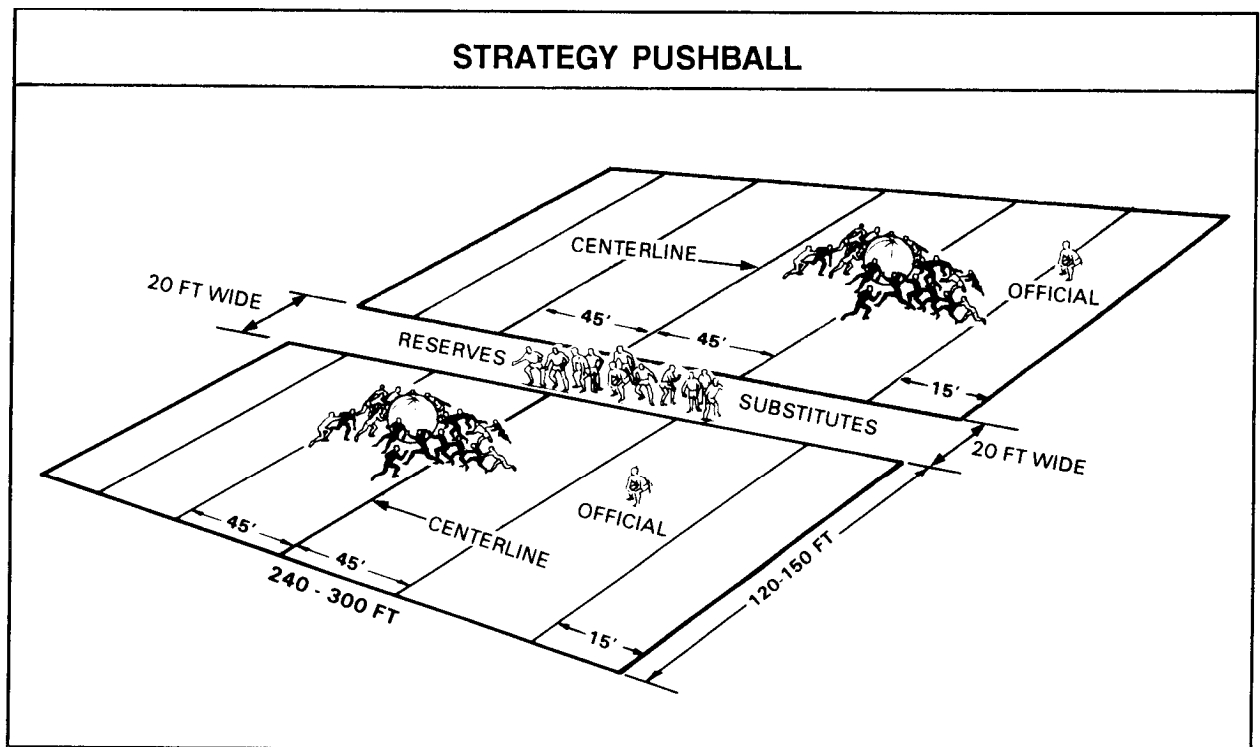 STRATEGY PUSHBALL
CENTERLINE
20 FT WIDE
OFFICIAL
45'
45'
RESERVES
15'
SUBSTITUTES
20 FT WIDE
OFFICIAL
45'
CENTERLINE
45'
240 - 300 FT
120-150 FT
15'